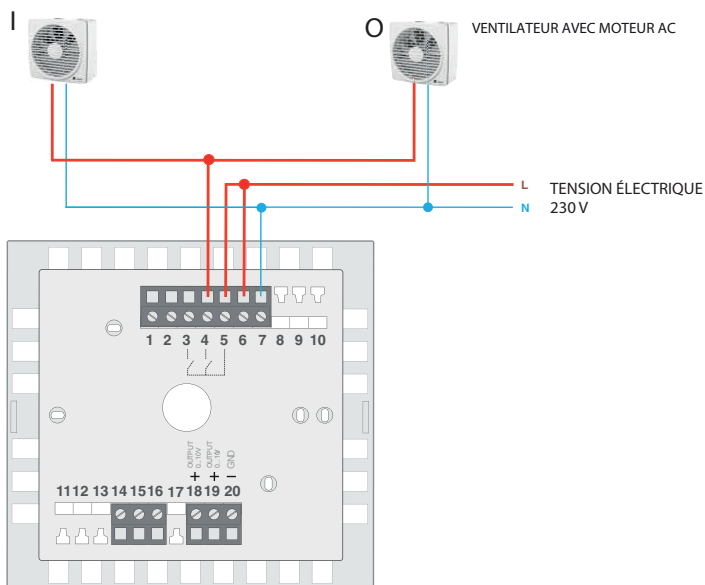 I
O
VENTILATEUR AVEC MOTEUR AC
L
TENSION ÉLECTRIQUE
N
230 V
1 2 3 4 5 6 7 8 9 10
OUTPUT
0...10V
OUTPUT
0...10V
GND
+ + −
11 12 13 14 15 16 17 18 19 20